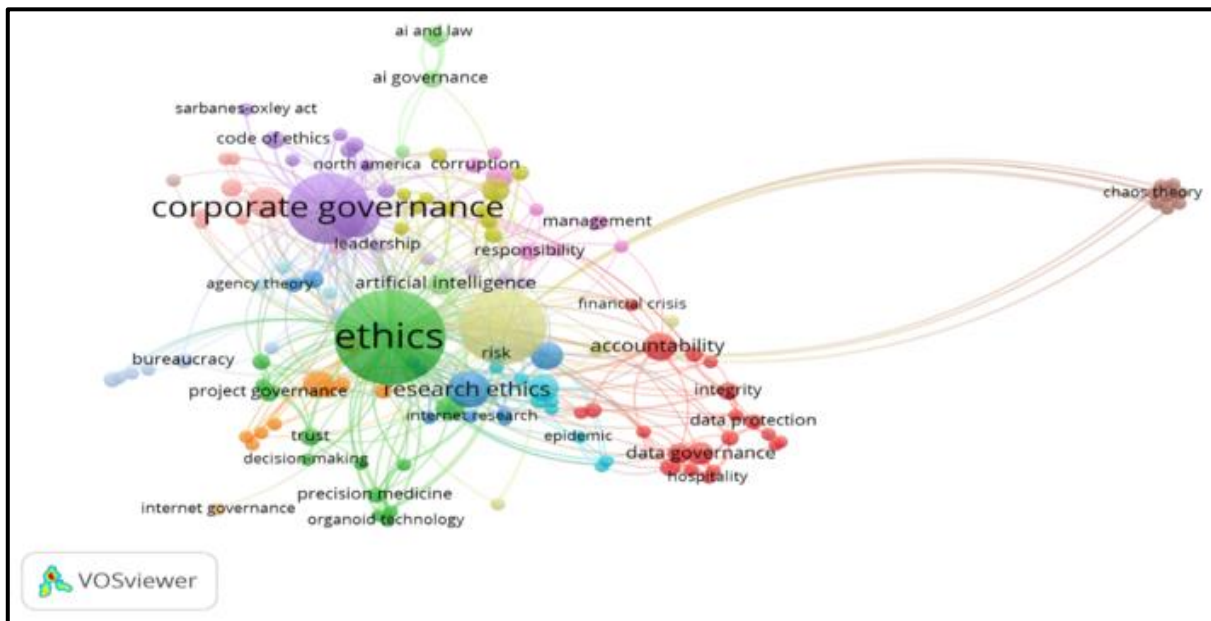 ai and law
ai governance
sarbanes-oxley act
code of ethics
north america
corruption
chaos theory
corporate governance
management
leadership
responsibility
agency theory
artificial intelligence
financial crisis
ethics
risk
accountability
bureaucracy
project governance
research ethics
integrity
internet research
data protection
trust
epidemic
decision-making
data governance
hospitality
precision medicine
internet governance
organoid technology
VOSviewer